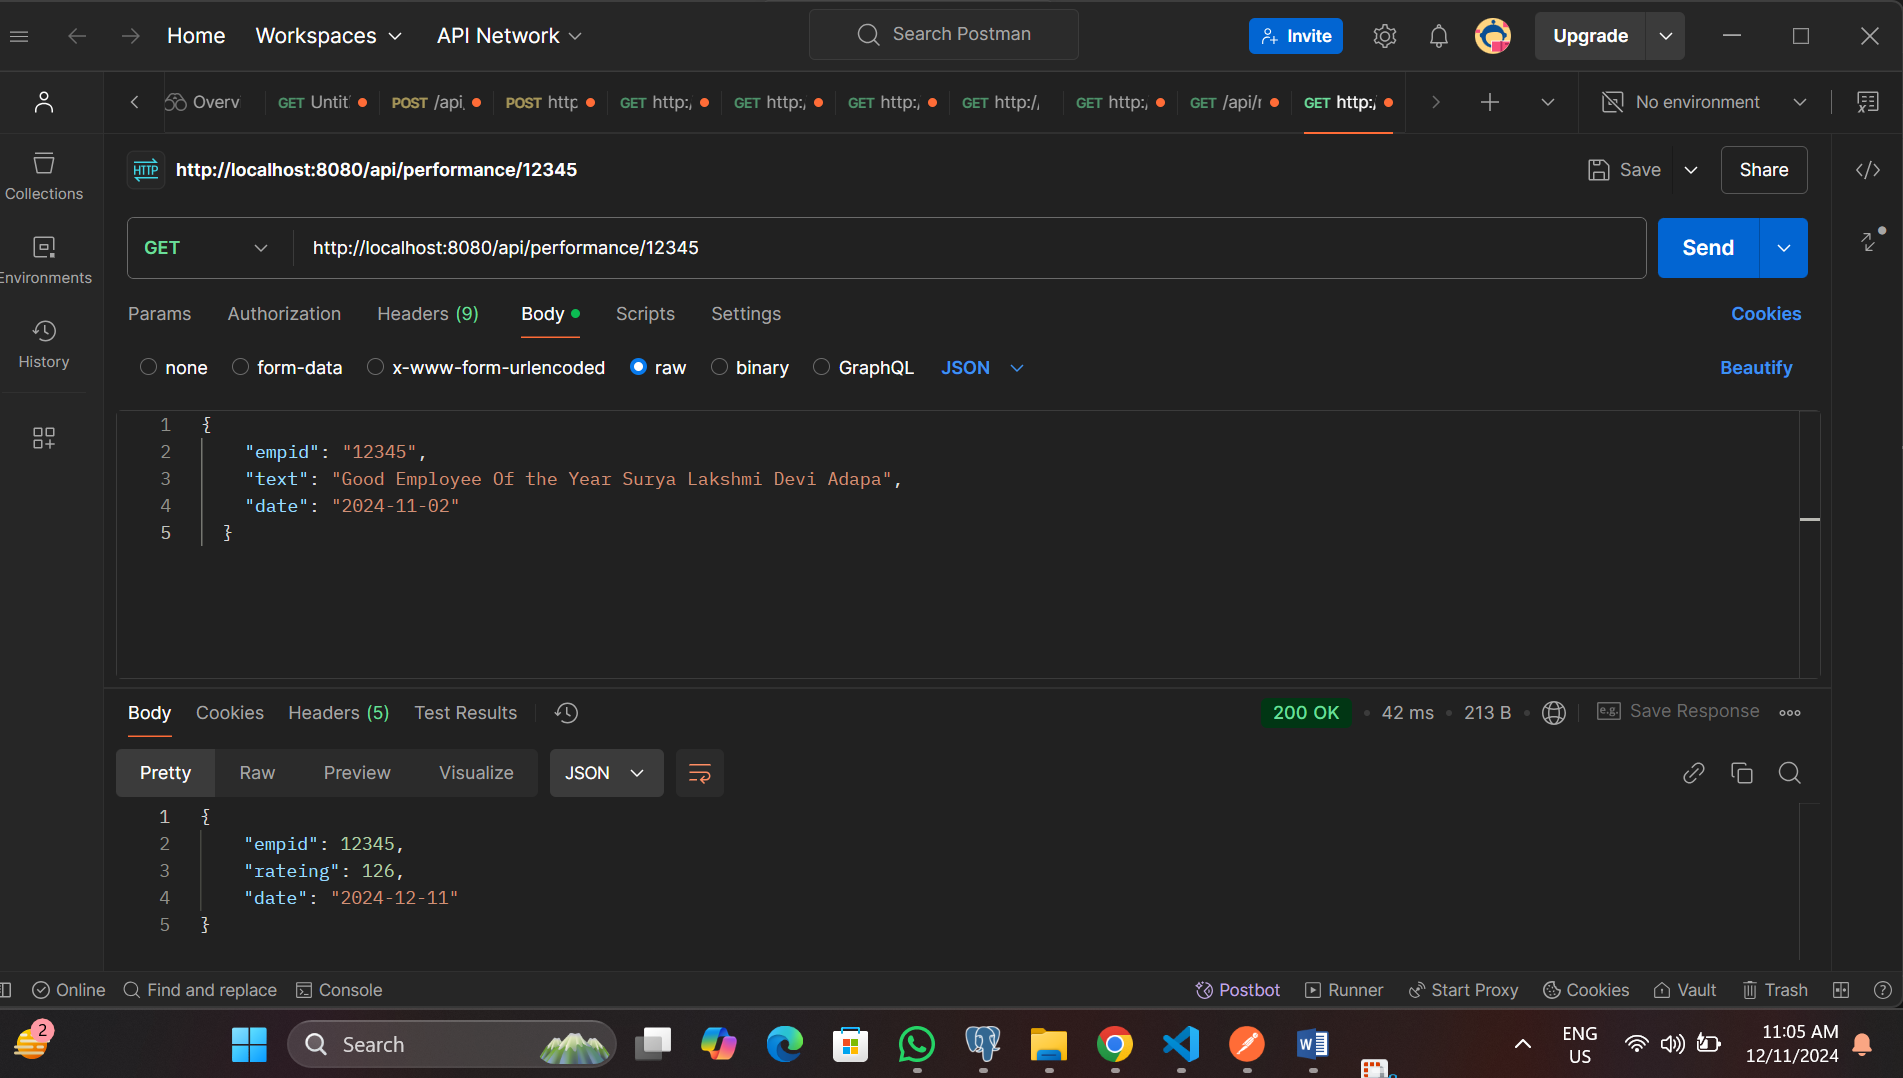 Home Workspaces API Network Search Postman Invite Upgrade
Overv GET Untit POST /api, POST http GET http:/ GET http:/ GET http:/ GET http:// GET http:/ GET /api/r GET http:/ No environment
http://localhost:8080/api/performance/12345 Save Share
HTTP
Collections
GET http://localhost:8080/api/performance/12345 Send
Environments
Params Authorization Headers (9) Body Scripts Settings Cookies
History
none form-data x-www-form-urlencoded raw binary GraphQL JSON Beautify
1 {
2 "empid": "12345",
3 "text": "Good Employee Of the Year Surya Lakshmi Devi Adapa",
4 "date": "2024-11-02"
5 }
Body Cookies Headers (5) Test Results 200 OK 42 ms 213 B e.g. Save Response
Pretty Raw Preview Visualize JSON
1 {
2 "empid": 12345,
3 "rateing": 126,
4 "date": "2024-12-11"
5 }
Online Find and replace Console Postbot Runner Start Proxy Cookies Vault Trash
2 Search W ENG 11:05 AM
US 12/11/2024